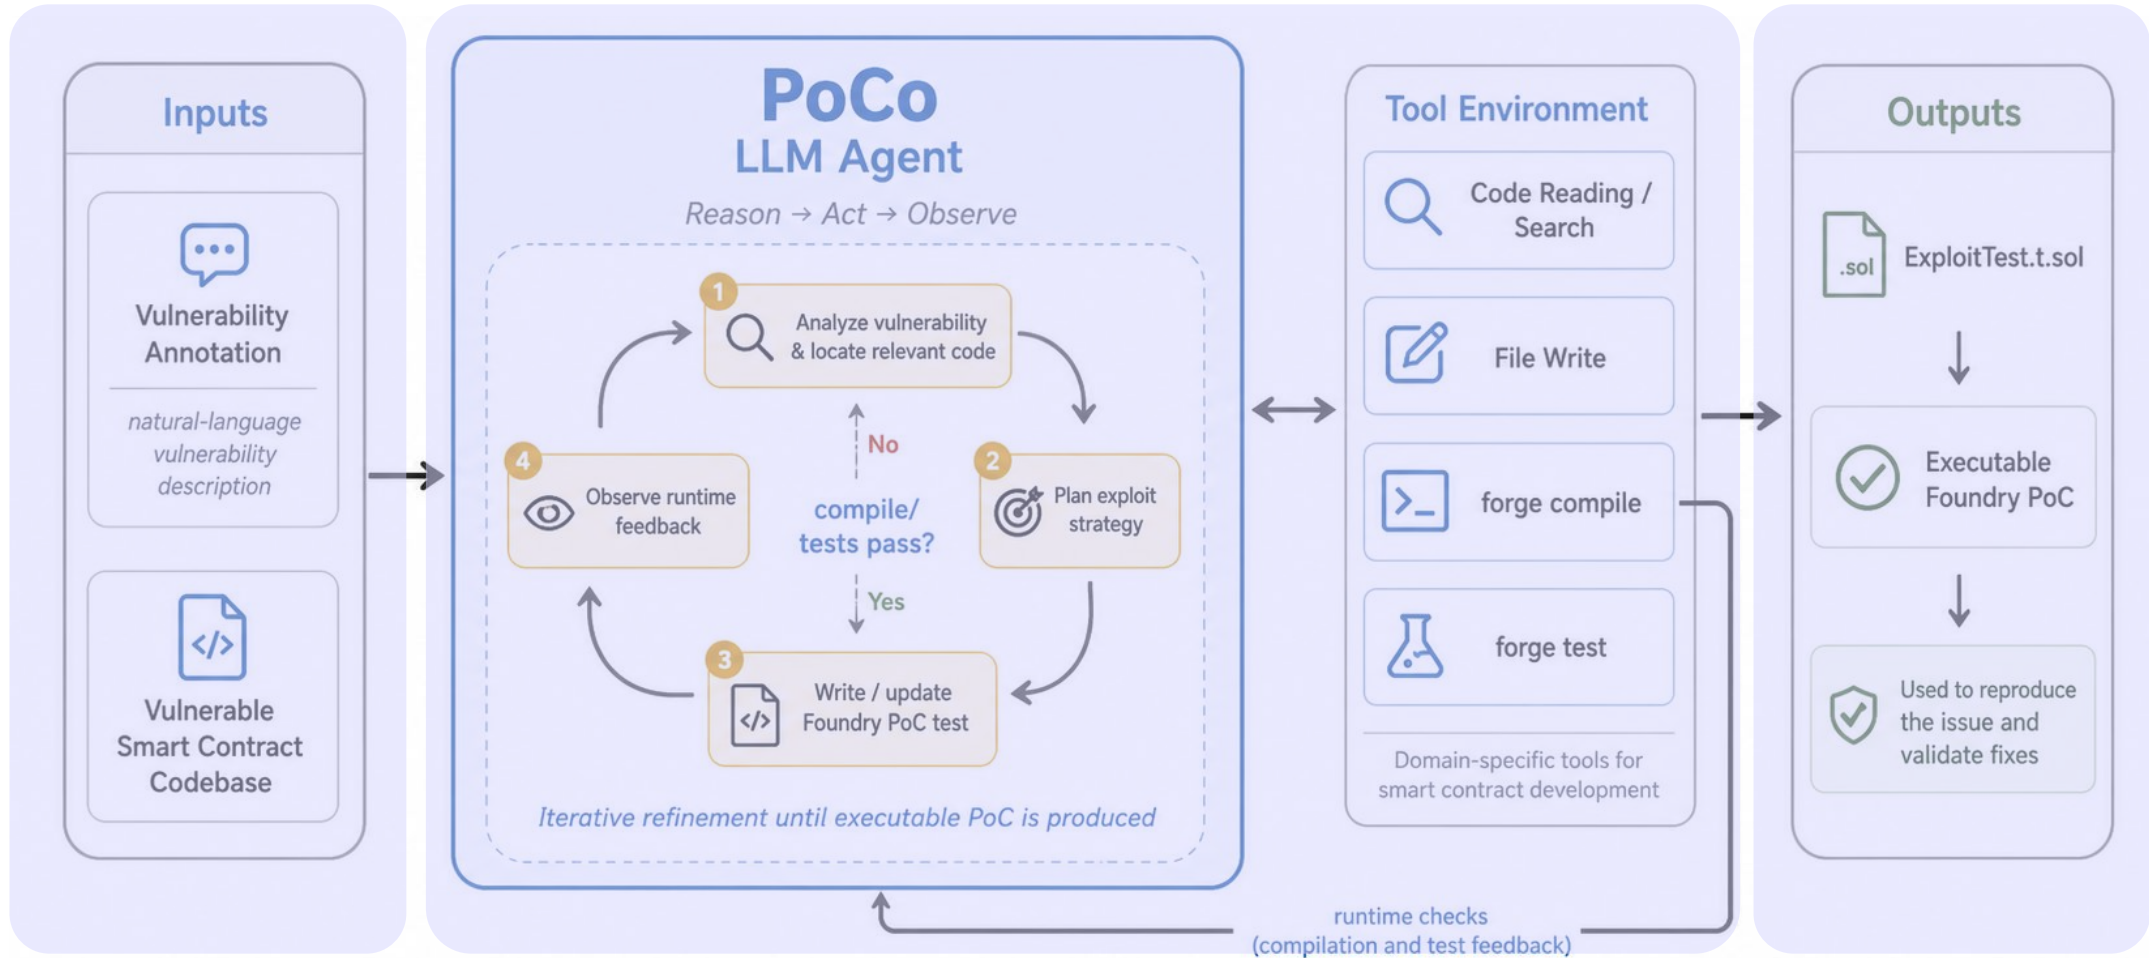 Inputs
Vulnerability
Annotation
natural-language
vulnerability
description
</>
Vulnerable
Smart Contract
Codebase
PoCo
LLM Agent
Reason → Act → Observe
1
Analyze vulnerability
& locate relevant code
2
Plan exploit
strategy
3
</>
Write / update
Foundry PoC test
4
Observe runtime
feedback
No
compile/
tests pass?
Yes
Iterative refinement until executable PoC is produced
Tool Environment
Code Reading /
Search
File Write
>_
forge compile
forge test
Domain-specific tools for
smart contract development
runtime checks
(compilation and test feedback)
Outputs
.sol
ExploitTest.t.sol
Executable
Foundry PoC
Used to reproduce
the issue and
validate fixes